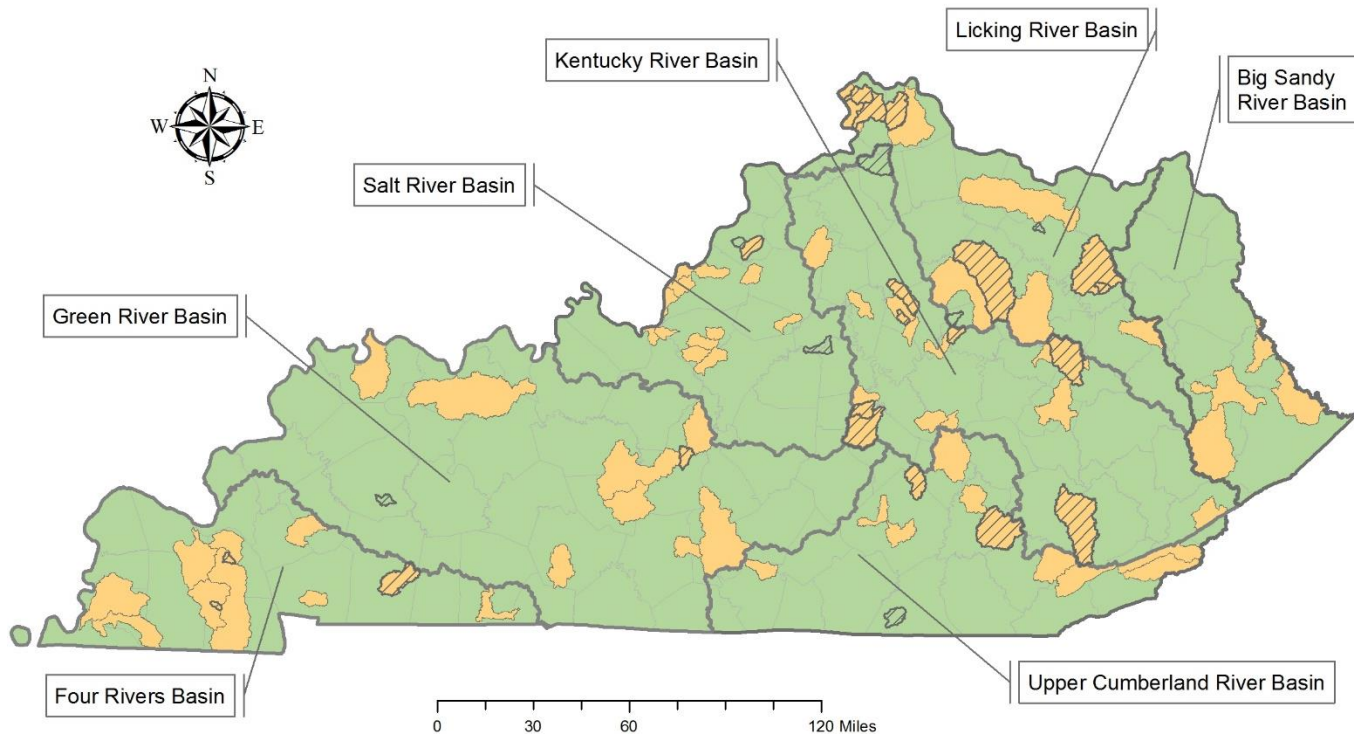 Licking River Basin
Kentucky River Basin
Big Sandy
River Basin
N
W E
S
Salt River Basin
Green River Basin
Four Rivers Basin
Upper Cumberland River Basin
0 30 60 120 Miles